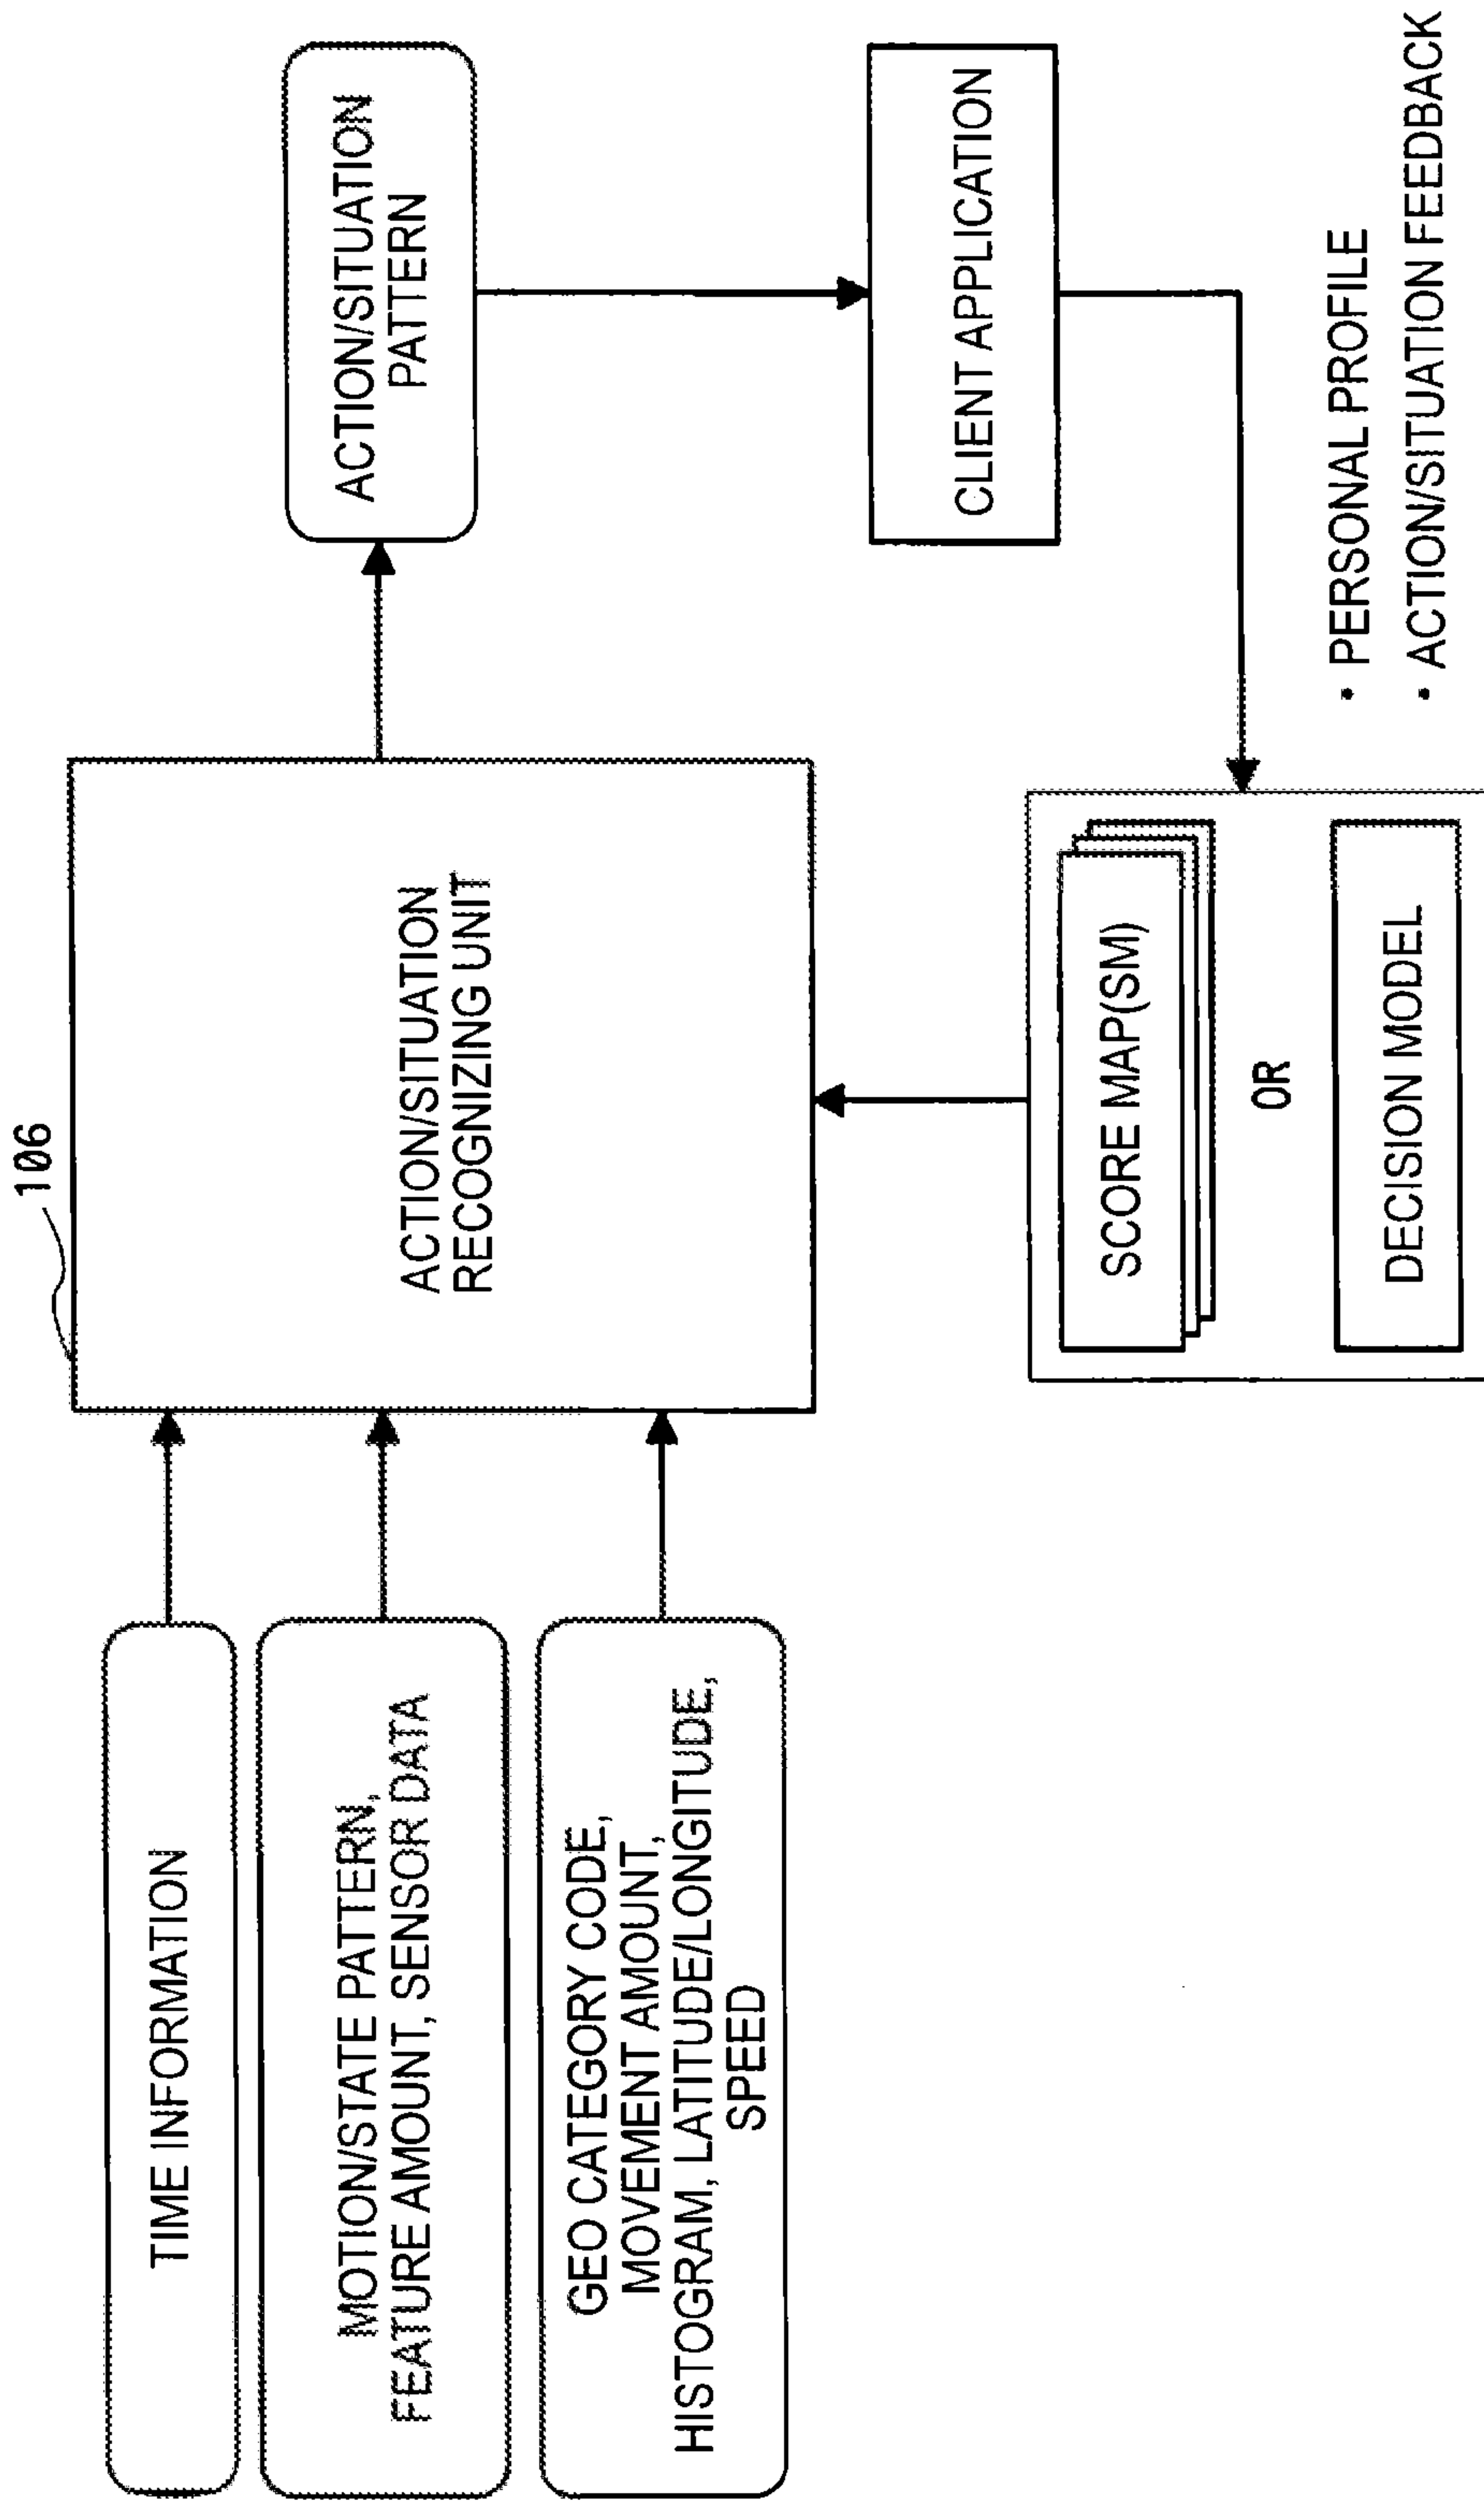 106
TIME INFORMATION
MOTION/STATE PATTERN,
FEATURE AMOUNT, SENSOR DATA
GEO CATEGORY CODE,
MOVEMENT AMOUNT,
HISTOGRAM, LATITUDE/LONGITUDE,
SPEED
ACTION/SITUATION
RECOGNIZING UNIT
ACTION/SITUATION
PATTERN
CLIENT APPLICATION
SCORE MAP(SM)
OR
DECISION MODEL
· PERSONAL PROFILE
· ACTION/SITUATION FEEDBACK